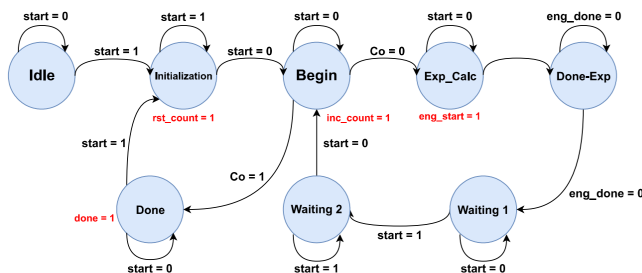 start = 0
start = 1
start = 0
start = 0
eng_done = 0
start = 1
start = 0
Co = 0
Idle
Initialization
Begin
Exp_Calc
Done-Exp
rst_count = 1
inc_count = 1
eng_start = 1
start = 1
start = 0
Co = 1
eng_done = 0
done = 1
Done
Waiting 2
Waiting 1
start = 1
start = 0
start = 1
start = 0